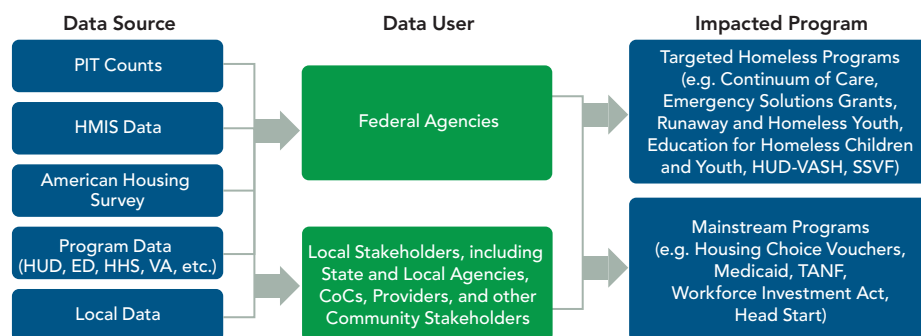 Data Source
Data User
Impacted Program
PIT Counts
HMIS Data
American Housing
Survey
Program Data
(HUD, ED, HHS, VA, etc.)
Local Data
Federal Agencies
Local Stakeholders, including
State and Local Agencies,
CoCs, Providers, and other
Community Stakeholders
Targeted Homeless Programs
(e.g. Continuum of Care,
Emergency Solutions Grants,
Runaway and Homeless Youth,
Education for Homeless Children
and Youth, HUD-VASH, SSVF)
Mainstream Programs
(e.g. Housing Choice Vouchers,
Medicaid, TANF,
Workforce Investment Act,
Head Start)